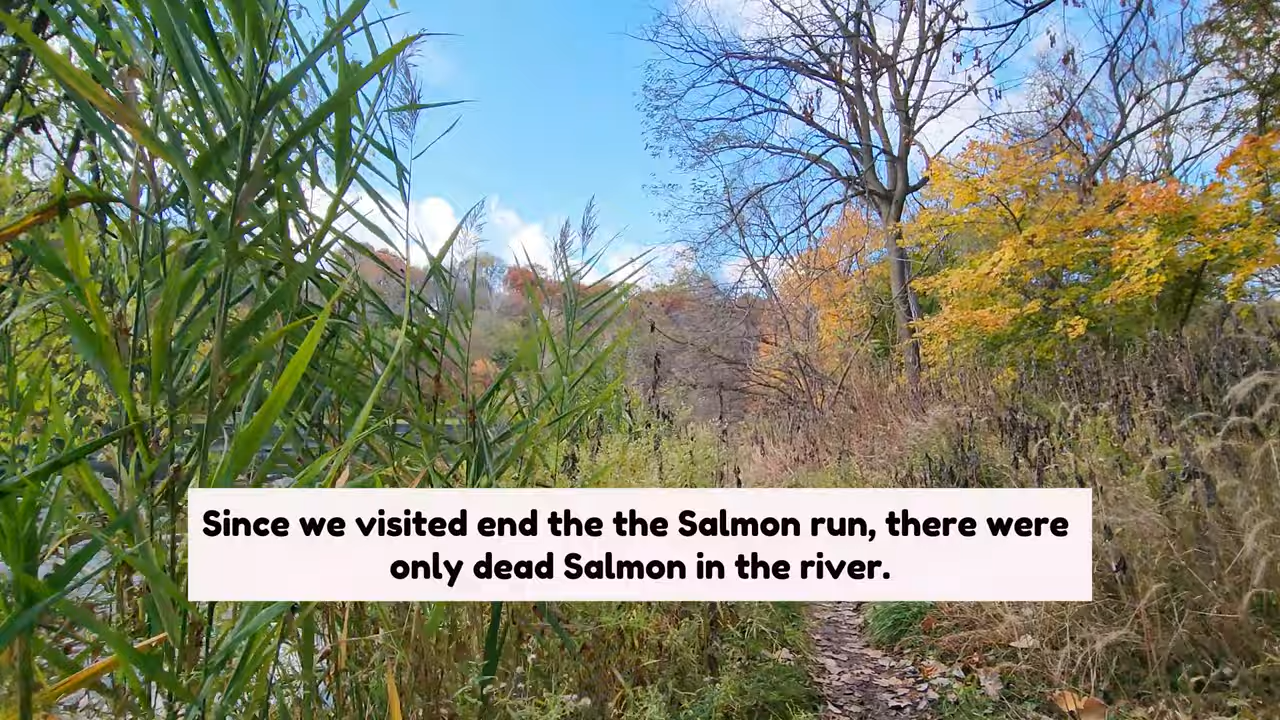 Since we visited end the the Salmon run, there were
only dead Salmon in the river.